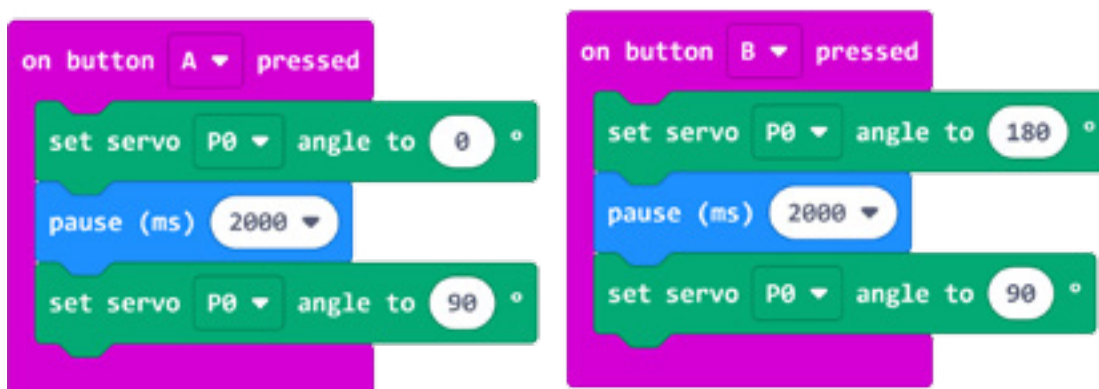 on button A pressed
set servo P0 angle to 0 °
pause (ms) 2000
set servo P0 angle to 90 °
on button B pressed
set servo P0 angle to 180 °
pause (ms) 2000
set servo P0 angle to 90 °